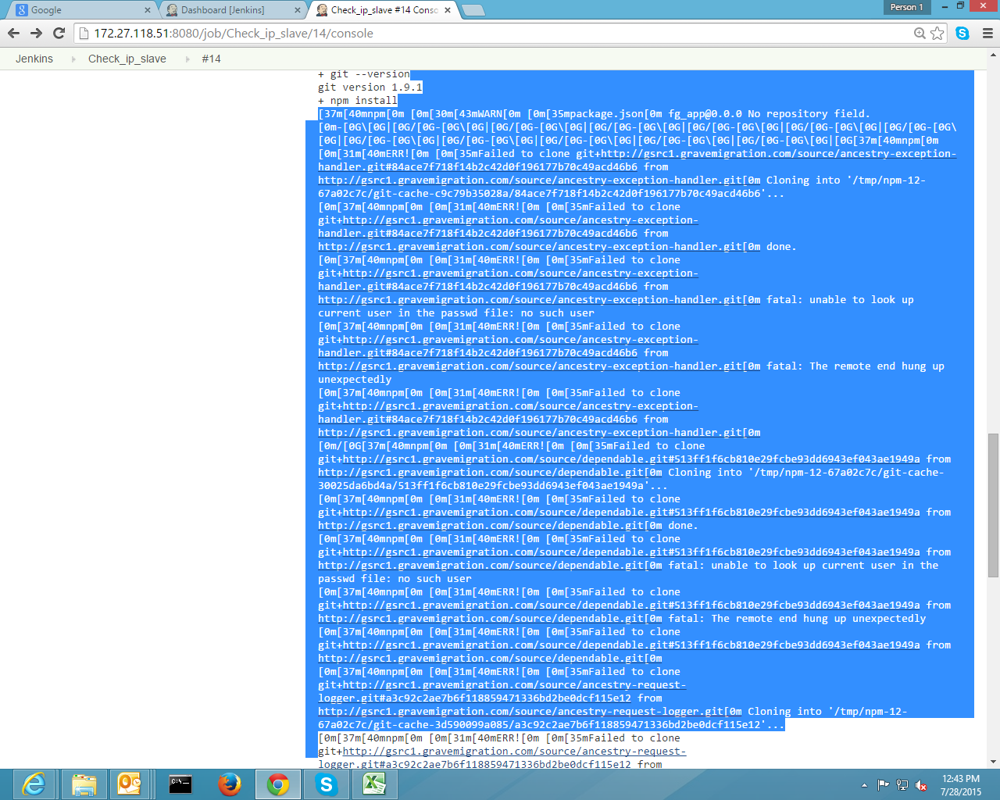 Google
Dashboard [Jenkins]
Check_ip_slave #14 Conso
Person 1
172.27.118.51:8080/job/Check_ip_slave/14/console
Jenkins
Check_ip_slave
#14
+ git --version
git version 1.9.1
+ npm install
[37m[40mnpm[0m [0m[30m[43mWARN[0m [0m[35mpackage.json[0m fg_app@0.0.0 No repository field.
[0m-[0G\[0G|[0G/[0G-[0G\[0G|[0G/[0G-[0G\[0G|[0G/[0G-[0G\[0G|[0G/[0G-[0G\[0G|[0G/[0G-[0G\[0G|[0G/[0G-[0G\
[0G|[0G/[0G-[0G\[0G|[0G/[0G-[0G\[0G|[0G/[0G-[0G\[0G|[0G/[0G-[0G\[0G|[0G/[0G-[0G\[0G|[0G[37m[40mnpm[0m
[0m[31m[40mERR![0m [0m[35mFailed to clone git+http://gsrc1.gravemigration.com/source/ancestry-exception-
handler.git#84ace7f718f14b2c42d0f196177b70c49acd46b6 from
http://gsrc1.gravemigration.com/source/ancestry-exception-handler.git[0m Cloning into '/tmp/npm-12-
67a02c7c/git-cache-c9c79b35028a/84ace7f718f14b2c42d0f196177b70c49acd46b6'...
[0m[37m[40mnpm[0m [0m[31m[40mERR![0m [0m[35mFailed to clone
git+http://gsrc1.gravemigration.com/source/ancestry-exception-
handler.git#84ace7f718f14b2c42d0f196177b70c49acd46b6 from
http://gsrc1.gravemigration.com/source/ancestry-exception-handler.git[0m done.
[0m[37m[40mnpm[0m [0m[31m[40mERR![0m [0m[35mFailed to clone
git+http://gsrc1.gravemigration.com/source/ancestry-exception-
handler.git#84ace7f718f14b2c42d0f196177b70c49acd46b6 from
http://gsrc1.gravemigration.com/source/ancestry-exception-handler.git[0m fatal: unable to look up
current user in the passwd file: no such user
[0m[37m[40mnpm[0m [0m[31m[40mERR![0m [0m[35mFailed to clone
git+http://gsrc1.gravemigration.com/source/ancestry-exception-
handler.git#84ace7f718f14b2c42d0f196177b70c49acd46b6 from
http://gsrc1.gravemigration.com/source/ancestry-exception-handler.git[0m fatal: The remote end hung up
unexpectedly
[0m[37m[40mnpm[0m [0m[31m[40mERR![0m [0m[35mFailed to clone
git+http://gsrc1.gravemigration.com/source/ancestry-exception-
handler.git#84ace7f718f14b2c42d0f196177b70c49acd46b6 from
http://gsrc1.gravemigration.com/source/ancestry-exception-handler.git[0m
[0m/[0G[37m[40mnpm[0m [0m[31m[40mERR![0m [0m[35mFailed to clone
git+http://gsrc1.gravemigration.com/source/dependable.git#513ff1f6cb810e29fcbe93dd6943ef043ae1949a from
http://gsrc1.gravemigration.com/source/dependable.git[0m Cloning into '/tmp/npm-12-67a02c7c/git-cache-
30025da6bd4a/513ff1f6cb810e29fcbe93dd6943ef043ae1949a'...
[0m[37m[40mnpm[0m [0m[31m[40mERR![0m [0m[35mFailed to clone
git+http://gsrc1.gravemigration.com/source/dependable.git#513ff1f6cb810e29fcbe93dd6943ef043ae1949a from
http://gsrc1.gravemigration.com/source/dependable.git[0m done.
[0m[37m[40mnpm[0m [0m[31m[40mERR![0m [0m[35mFailed to clone
git+http://gsrc1.gravemigration.com/source/dependable.git#513ff1f6cb810e29fcbe93dd6943ef043ae1949a from
http://gsrc1.gravemigration.com/source/dependable.git[0m fatal: unable to look up current user in the
passwd file: no such user
[0m[37m[40mnpm[0m [0m[31m[40mERR![0m [0m[35mFailed to clone
git+http://gsrc1.gravemigration.com/source/dependable.git#513ff1f6cb810e29fcbe93dd6943ef043ae1949a from
http://gsrc1.gravemigration.com/source/dependable.git[0m fatal: The remote end hung up unexpectedly
[0m[37m[40mnpm[0m [0m[31m[40mERR![0m [0m[35mFailed to clone
git+http://gsrc1.gravemigration.com/source/dependable.git#513ff1f6cb810e29fcbe93dd6943ef043ae1949a from
http://gsrc1.gravemigration.com/source/dependable.git[0m
[0m[37m[40mnpm[0m [0m[31m[40mERR![0m [0m[35mFailed to clone
git+http://gsrc1.gravemigration.com/source/ancestry-request-
logger.git#a3c92c2ae7b6f118859471336bd2be0dcf115e12 from
http://gsrc1.gravemigration.com/source/ancestry-request-logger.git[0m Cloning into '/tmp/npm-12-
67a02c7c/git-cache-3d590099a085/a3c92c2ae7b6f118859471336bd2be0dcf115e12'...
[0m[37m[40mnpm[0m [0m[31m[40mERR![0m [0m[35mFailed to clone
git+http://gsrc1.gravemigration.com/source/ancestry-request-
logger.git#a3c92c2ae7b6f118859471336bd2be0dcf115e12 from
12:43 PM
7/28/2015